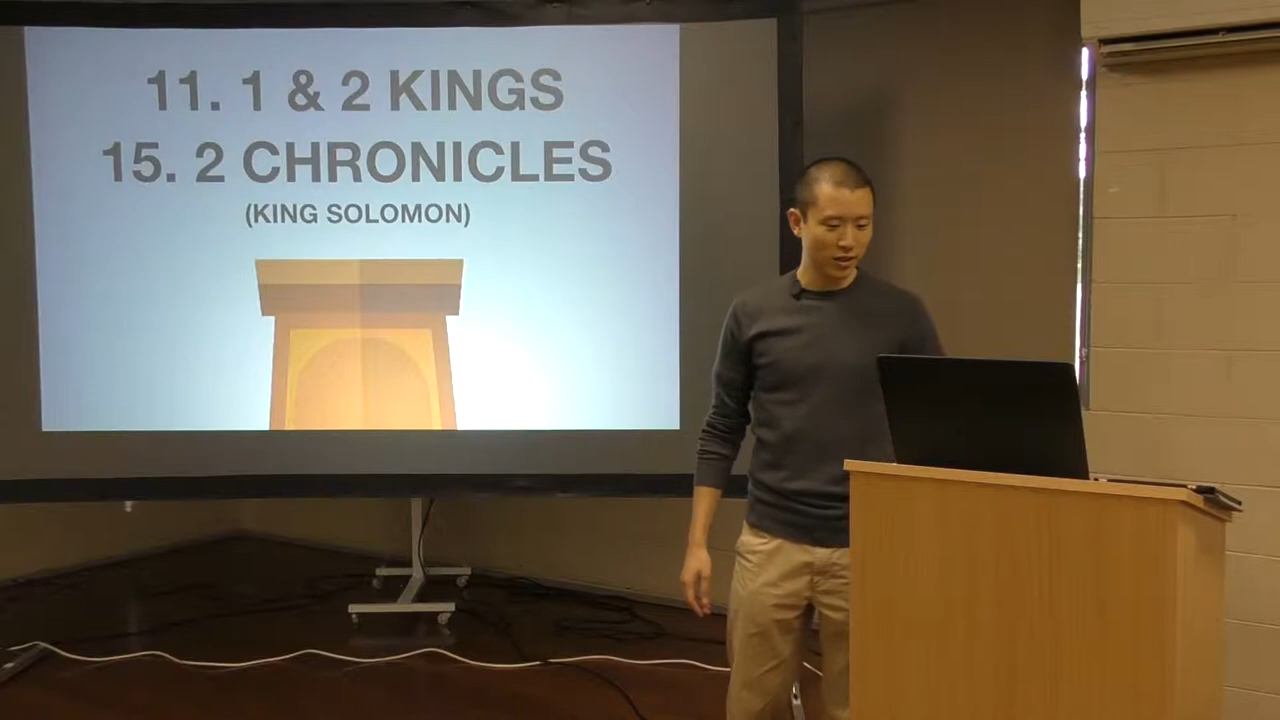 11. 1 & 2 KINGS
15. 2 CHRONICLES
(KING SOLOMON)